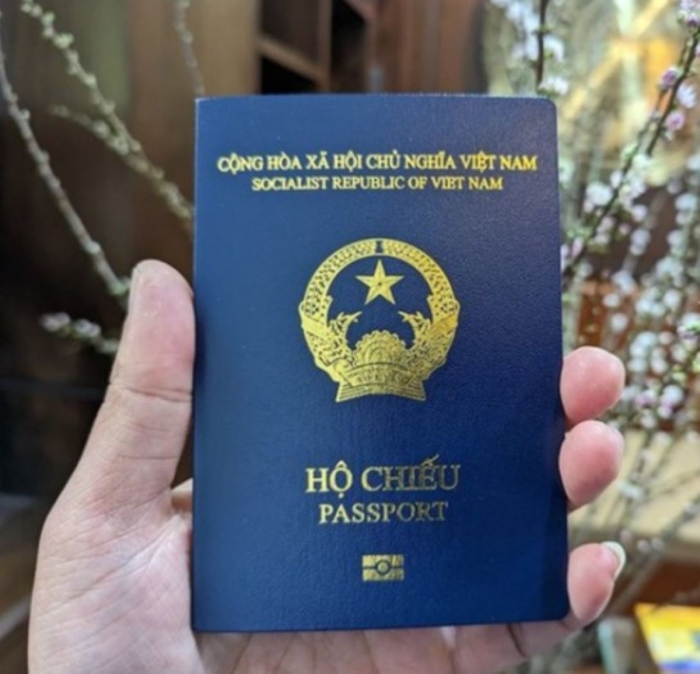 CỘNG HÒA XÃ HỘI CHỦ NGHĨA VIỆT NAM
SOCIALIST REPUBLIC OF VIET NAM
HỘ CHIẾU
PASSPORT